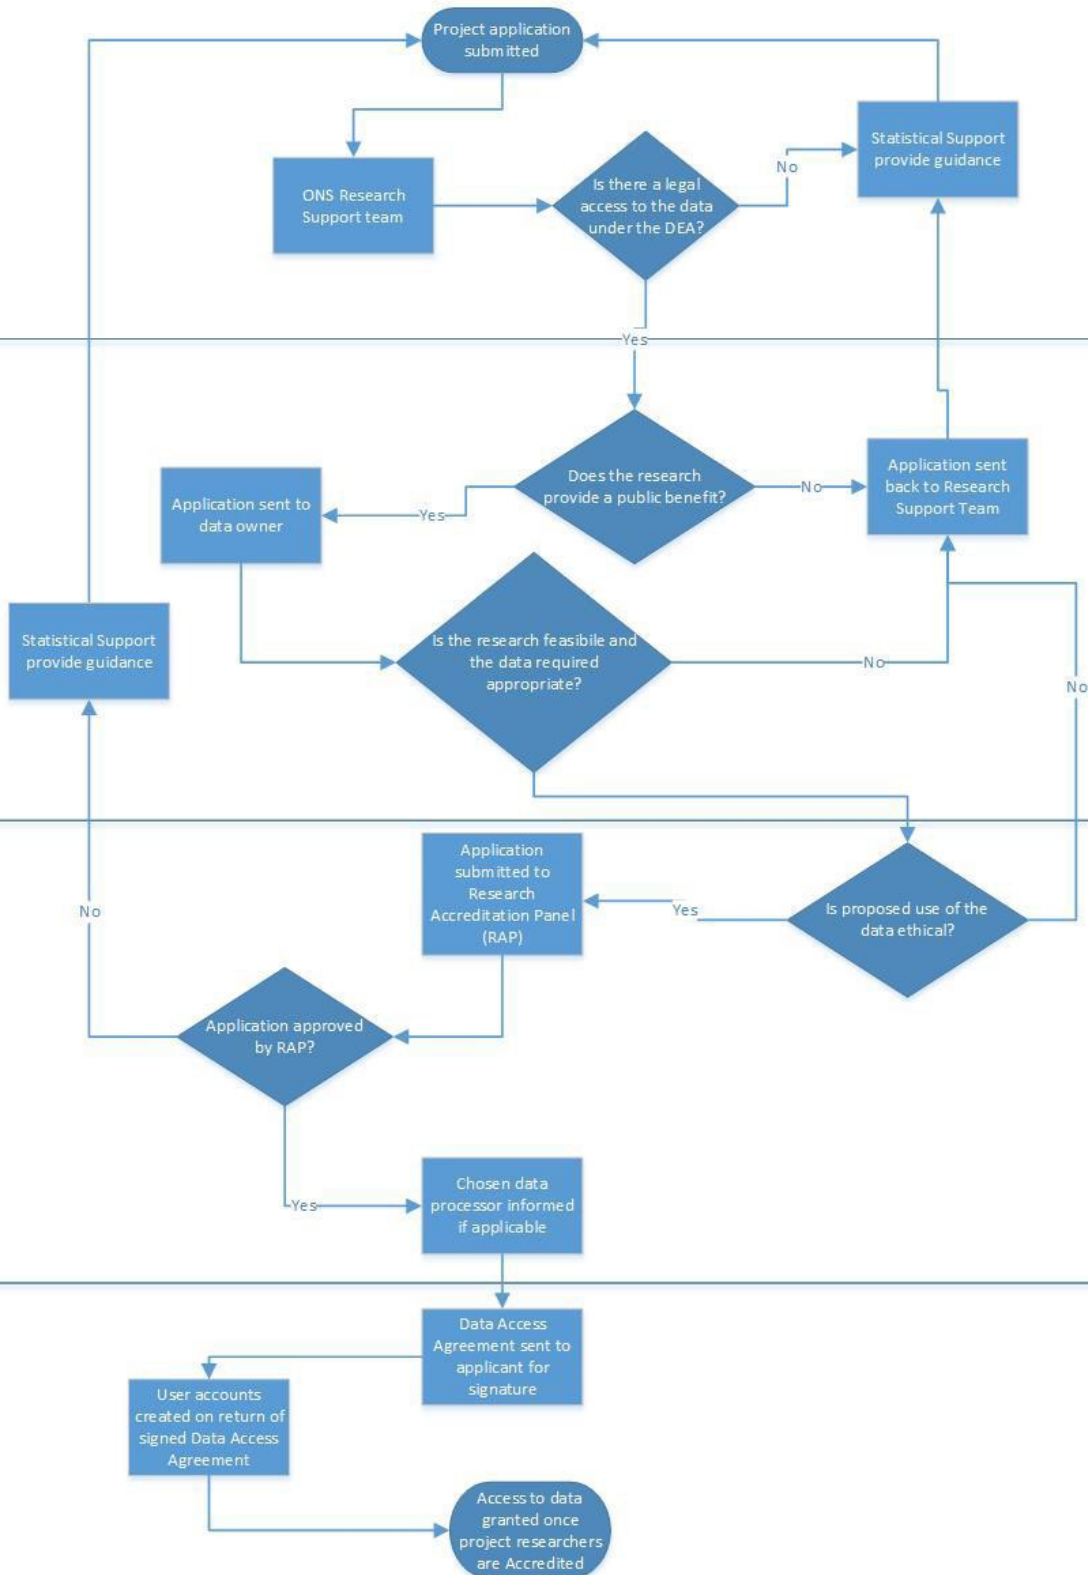 Project application
submitted
Statistical Support
provide guidance
No
Is there a legal
access to the data
under the DEA?
ONS Research
Support team
Yes
Does the research
provide a public benefit?
No
Application sent
back to Research
Support Team
Yes
Application sent to
data owner
Is the research feasibile and
the data required
appropriate?
No
No
Statistical Support
provide guidance
Application
submitted to
Research
Accreditation Panel
(RAP)
Yes
Is proposed use of the
data ethical?
No
Application approved
by RAP?
Yes
Chosen data
processor informed
if applicable
Data Access
Agreement sent to
applicant for
signature
User accounts
created on return of
signed Data Access
Agreement
Access to data
granted once
project researchers
are Accredited